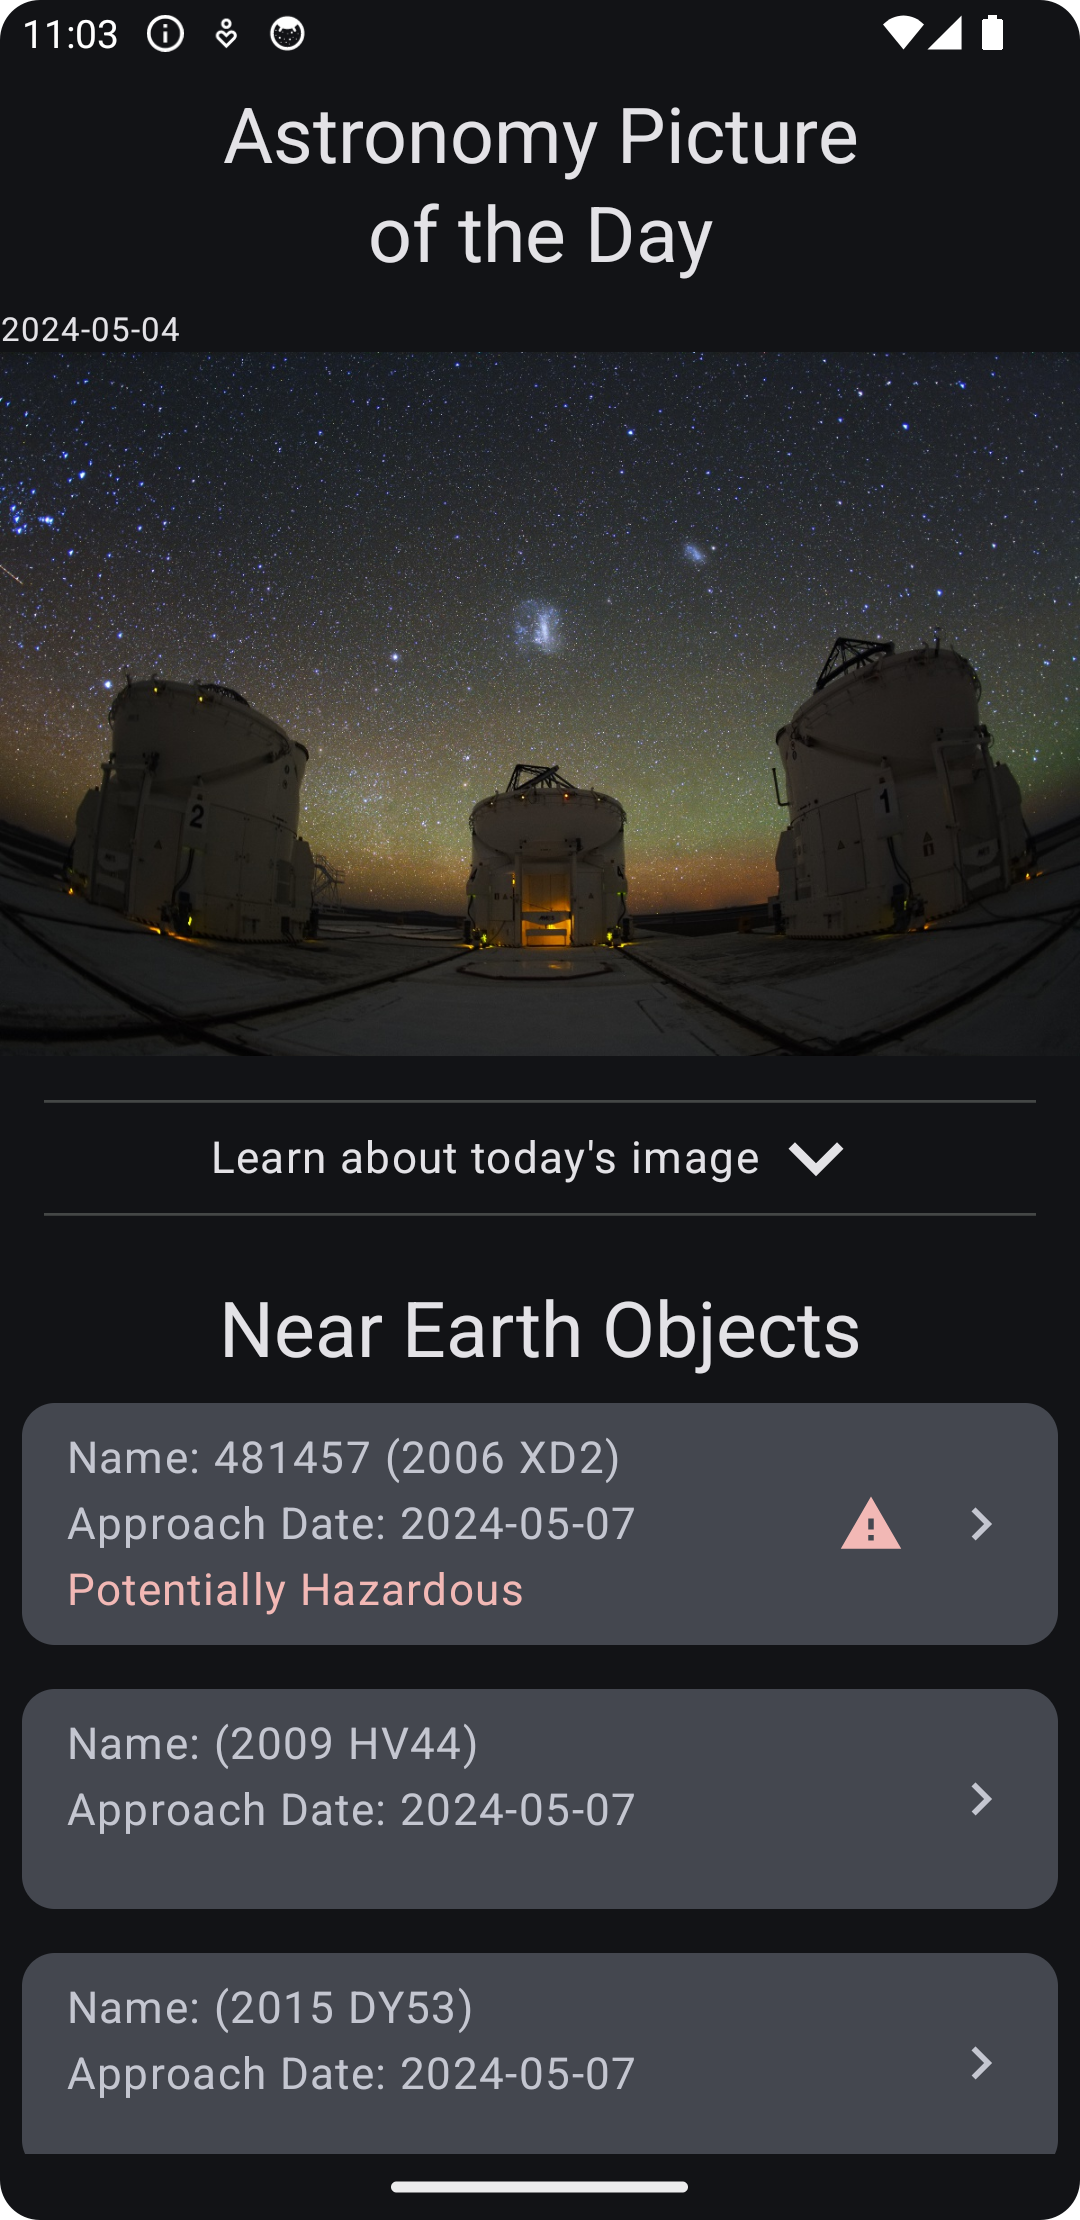 11:03
Astronomy Picture
of the Day
2024-05-04
2
1
Learn about today's image
Near Earth Objects
Name: 481457 (2006 XD2)
Approach Date: 2024-05-07
Potentially Hazardous
Name: (2009 HV44)
Approach Date: 2024-05-07
Name: (2015 DY53)
Approach Date: 2024-05-07